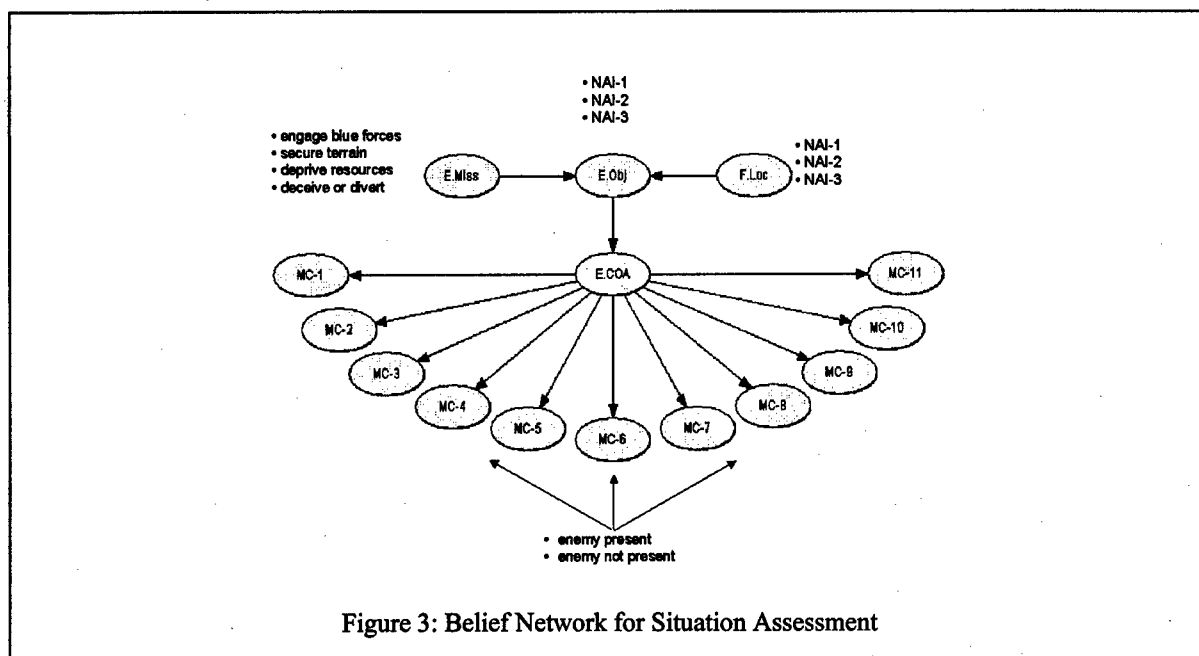 • NAI-1
• NAI-2
• NAI-3
• engage blue forces
• secure terrain
• deprive resources
• deceive or divert
E.Miss
E.Obj
F.Loc
• NAI-1
• NAI-2
• NAI-3
MC-1
E.COA
MC-11
MC-2
MC-10
MC-3
MC-9
MC-4
MC-8
MC-5
MC-6
MC-7
• enemy present
• enemy not present
Figure 3: Belief Network for Situation Assessment